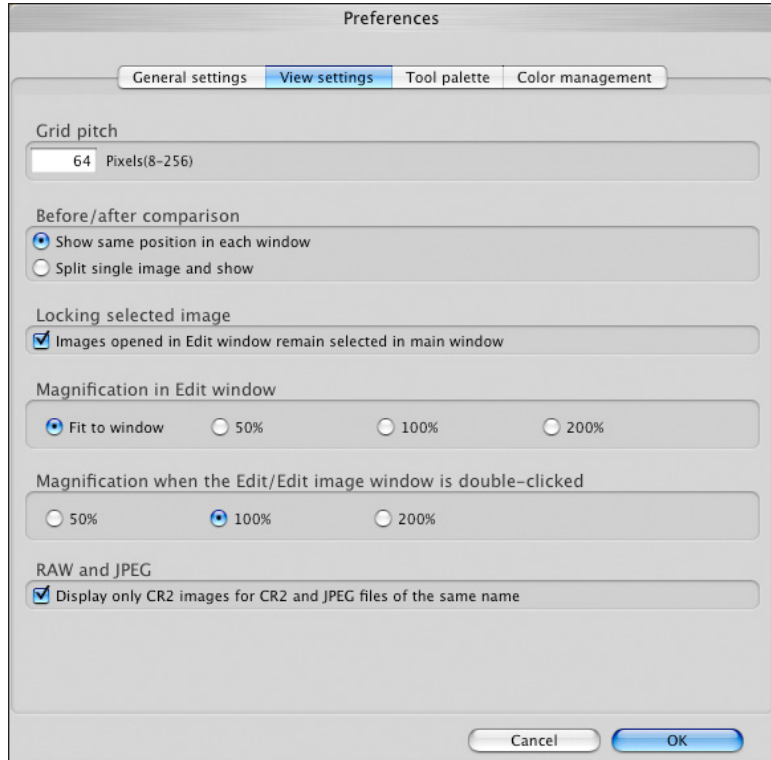 Preferences
General settings View settings Tool palette Color management
Grid pitch
64 Pixels(8-256)
Before/after comparison
Show same position in each window
Split single image and show
Locking selected image
Images opened in Edit window remain selected in main window
Magnification in Edit window
Fit to window 50% 100% 200%
Magnification when the Edit/Edit image window is double-clicked
50% 100% 200%
RAW and JPEG
Display only CR2 images for CR2 and JPEG files of the same name
Cancel OK